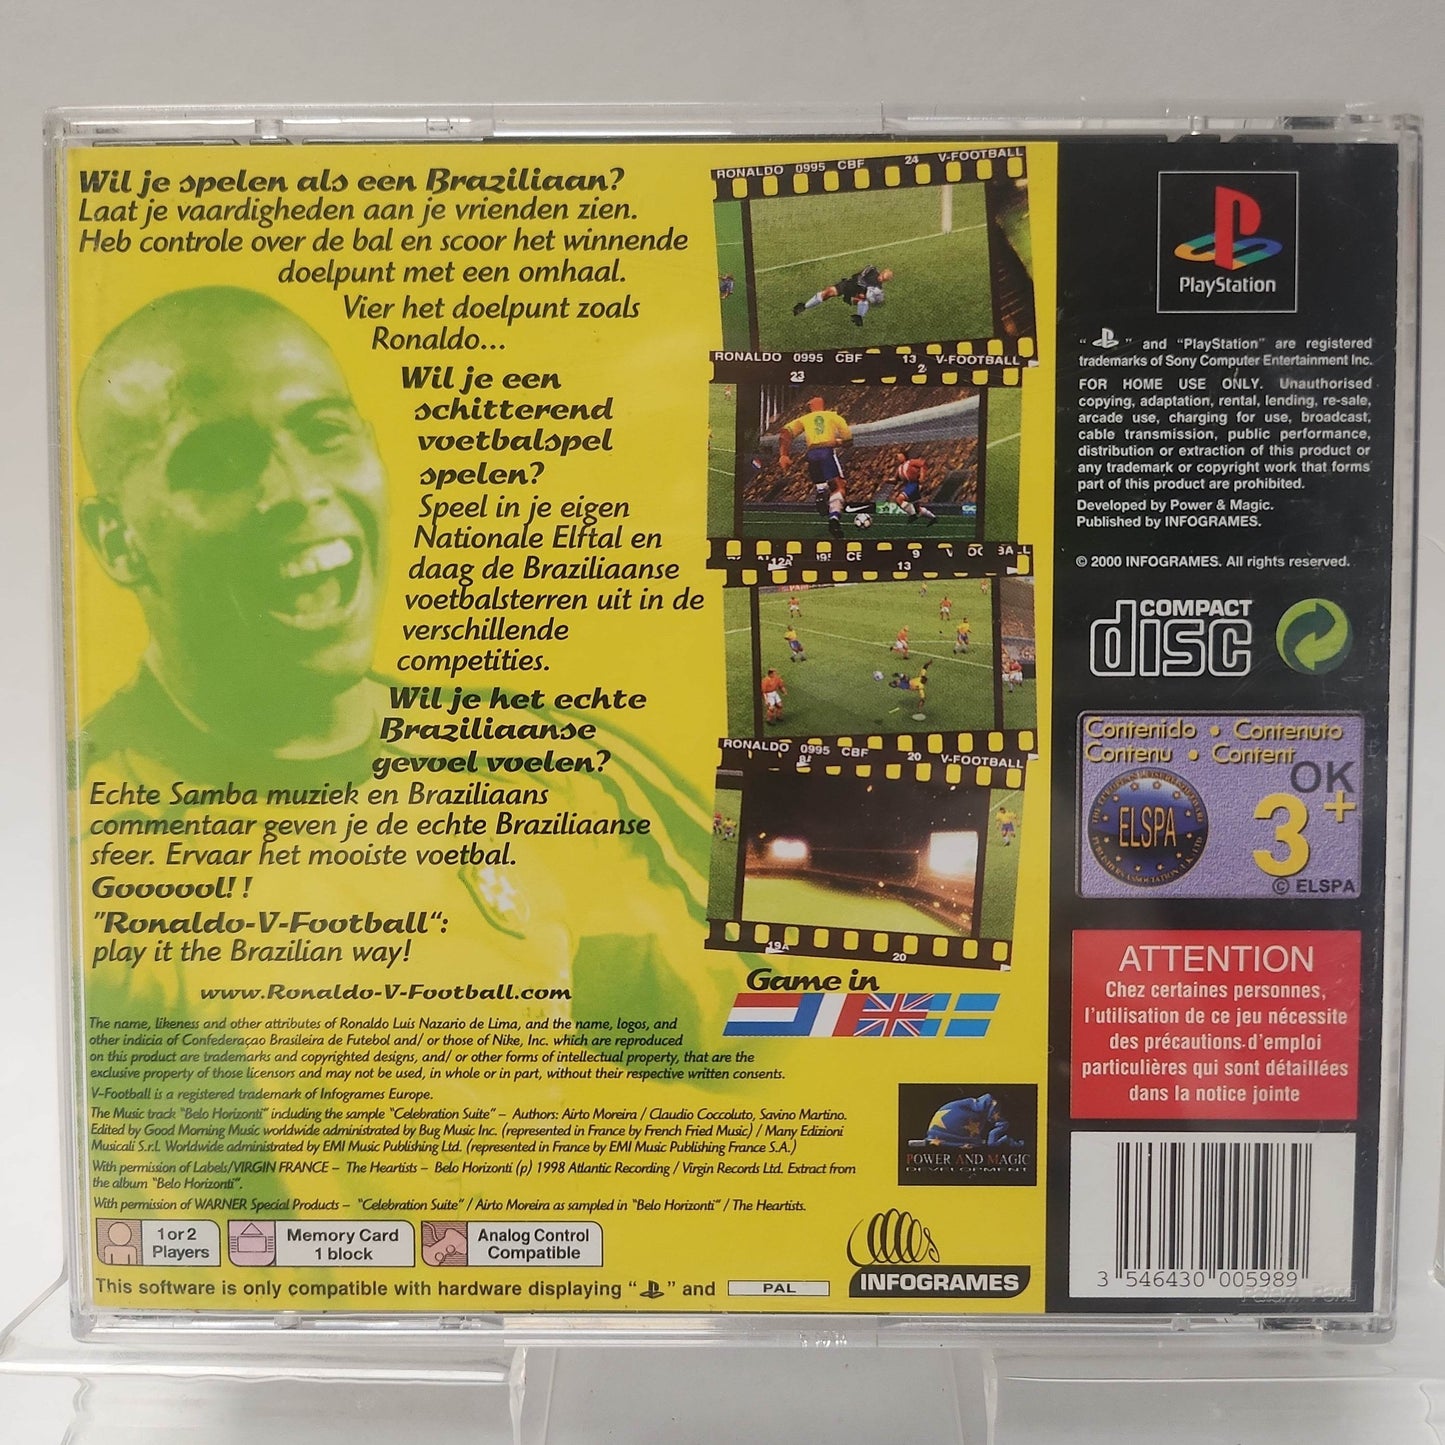 Wil je spelen als een Braziliaan?
Laat je vaardigheden aan je vrienden zien.
Heb controle over de bal en scoor het winnende
doelpunt met een omhaal.
Vier het doelpunt zoals
Ronaldo...
Wil je een
schitterend
voetbalspel
spelen?
Speel in je eigen
Nationale Elftal en
daag de Braziliaanse
voetbalsterren uit in de
verschillende
competities.
Wil je het echte
Braziliaanse
gevoel voelen?
Echte Samba muziek en Braziliaans
commentaar geven je de echte Braziliaanse
sfeer. Ervaar het mooiste voetbal.
Goooool!!
"Ronaldo-V-Football":
play it the Brazilian way!
www.Ronaldo-V-Football.com
The name, likeness and other attributes of Ronaldo Luis Nazario de Lima, and the name, logos, and
other indicia of Confederaçao Brasileira de Futebol and/ or those of Nike, Inc. which are reproduced
on this product are trademarks and copyrighted designs, and/ or other forms of intellectual property, that are the
exclusive property of those licensors and may not be used, in whole or in part, without their respective written consents.
V-Football is a registered trademark of Infogrames Europe.
The Music track "Belo Horizonti" including the sample "Celebration Suite" – Authors: Airto Moreira / Claudio Coccoluto, Savino Martino.
Edited by Good Morning Music worldwide administrated by Bug Music Inc. (represented in France by French Fried Music) / Many Edizioni
Musicali S.r.L Worldwide administrated by EMI Music Publishing Ltd. (represented in France by EMI Music Publishing France S.A.)
With permission of Labels/VIRGIN FRANCE – The Heartists – Belo Horizonti (p) 1998 Atlantic Recording / Virgin Records Ltd. Extract from
the album "Belo Horizonti".
With permission of WARNER Special Products – "Celebration Suite" / Airto Moreira as sampled in "Belo Horizonti" / The Heartists.
1 or 2
Players
Memory Card
1 block
Analog Control
Compatible
This software is only compatible with hardware displaying " " and PAL
RONALDO 0995 CBF 24 V-FOOTBALL
RONALDO 0995 CBF 13 V-FOOTBALL
23
9
12A
13
RONALDO 0995 CBF 20 V-FOOTBALL
19A
20
Game in
POWER AND MAGIC
DEVELOPMENT
INFOGRAMES
PlayStation
" " and "PlayStation" are registered
trademarks of Sony Computer Entertainment Inc.
FOR HOME USE ONLY. Unauthorised
copying, adaptation, rental, lending, re-sale,
arcade use, charging for use, broadcast,
cable transmission, public performance,
distribution or extraction of this product or
any trademark or copyright work that forms
part of this product are prohibited.
Developed by Power & Magic.
Published by INFOGRAMES.
© 2000 INFOGRAMES. All rights reserved.
COMPACT
disc
Contenido • Contenuto
Contenu • Content
OK
3+
ELSPA
© ELSPA
ATTENTION
Chez certaines personnes,
l'utilisation de ce jeu nécessite
des précautions d'emploi
particulières qui sont détaillées
dans la notice jointe
3 546430 005989